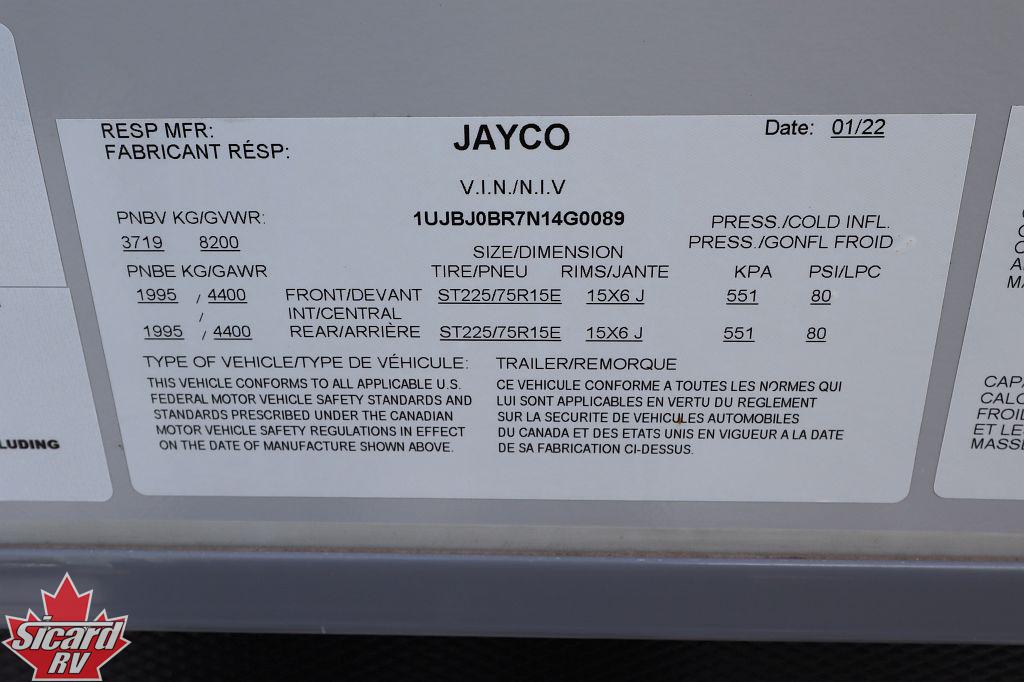 RESP MFR:
FABRICANT RÉSP:
JAYCO
Date: 01/22
V.I.N./N.I.V
PNBV KG/GVWR:
1UJBJ0BR7N14G0089
PRESS./COLD INFL.
3719 8200
SIZE/DIMENSION
PRESS./GONFL FROID
PNBE KG/GAWR
TIRE/PNEU RIMS/JANTE KPA PSI/LPC
1995 / 4400 FRONT/DEVANT ST225/75R15E 15X6 J 551 80
/ INT/CENTRAL
1995 / 4400 REAR/ARRIÈRE ST225/75R15E 15X6 J 551 80
TYPE OF VEHICLE/TYPE DE VÉHICULE: TRAILER/REMORQUE
THIS VEHICLE CONFORMS TO ALL APPLICABLE U.S.
FEDERAL MOTOR VEHICLE SAFETY STANDARDS AND
STANDARDS PRESCRIBED UNDER THE CANADIAN
MOTOR VEHICLE SAFETY REGULATIONS IN EFFECT
ON THE DATE OF MANUFACTURE SHOWN ABOVE.
CE VEHICULE CONFORME A TOUTES LES NORMES QUI
LUI SONT APPLICABLES EN VERTU DU REGLEMENT
SUR LA SECURITE DE VEHICULES AUTOMOBILES
DU CANADA ET DES ETATS UNIS EN VIGUEUR A LA DATE
DE SA FABRICATION CI-DESSUS.
LUDING
CAPA
CALC
FROID
ET LE
MASSE
Sicard
RV